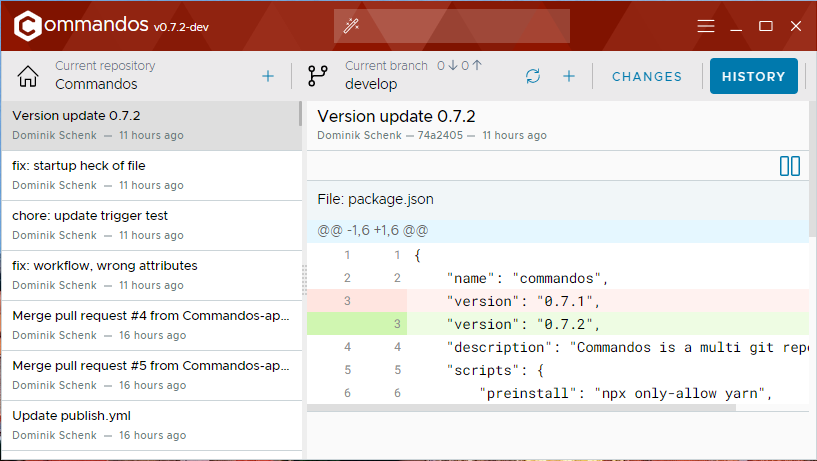 Commandos v0.7.2-dev
Current repository
Commandos
Current branch 0 0
develop
CHANGES
HISTORY
Version update 0.7.2
Dominik Schenk — 11 hours ago
fix: startup heck of file
Dominik Schenk — 11 hours ago
chore: update trigger test
Dominik Schenk — 11 hours ago
fix: workflow, wrong attributes
Dominik Schenk — 11 hours ago
Merge pull request #4 from Commandos-ap...
Dominik Schenk — 16 hours ago
Merge pull request #5 from Commandos-ap...
Dominik Schenk — 16 hours ago
Update publish.yml
Dominik Schenk — 16 hours ago
Version update 0.7.2
Dominik Schenk — 74a2405 — 11 hours ago
File: package.json
@@ -1,6 +1,6 @@
1 1 {
2 2 "name": "commandos",
3 "version": "0.7.1",
3 "version": "0.7.2",
4 4 "description": "Commandos is a multi git repo
5 5 "scripts": {
6 6 "preinstall": "npx only-allow yarn",